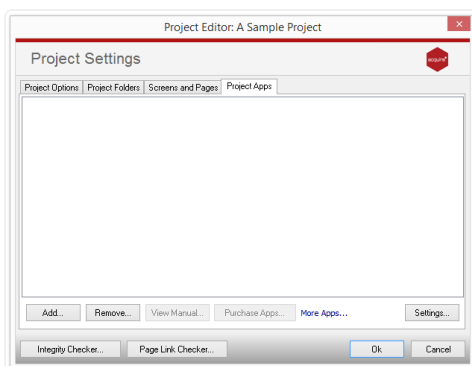 Project Editor: A Sample Project
×
Project Settings
acquire
Project Options Project Folders Screens and Pages Project Apps
Add... Remove... View Manual... Purchase Apps... More Apps... Settings...
Integrity Checker... Page Link Checker... Ok Cancel